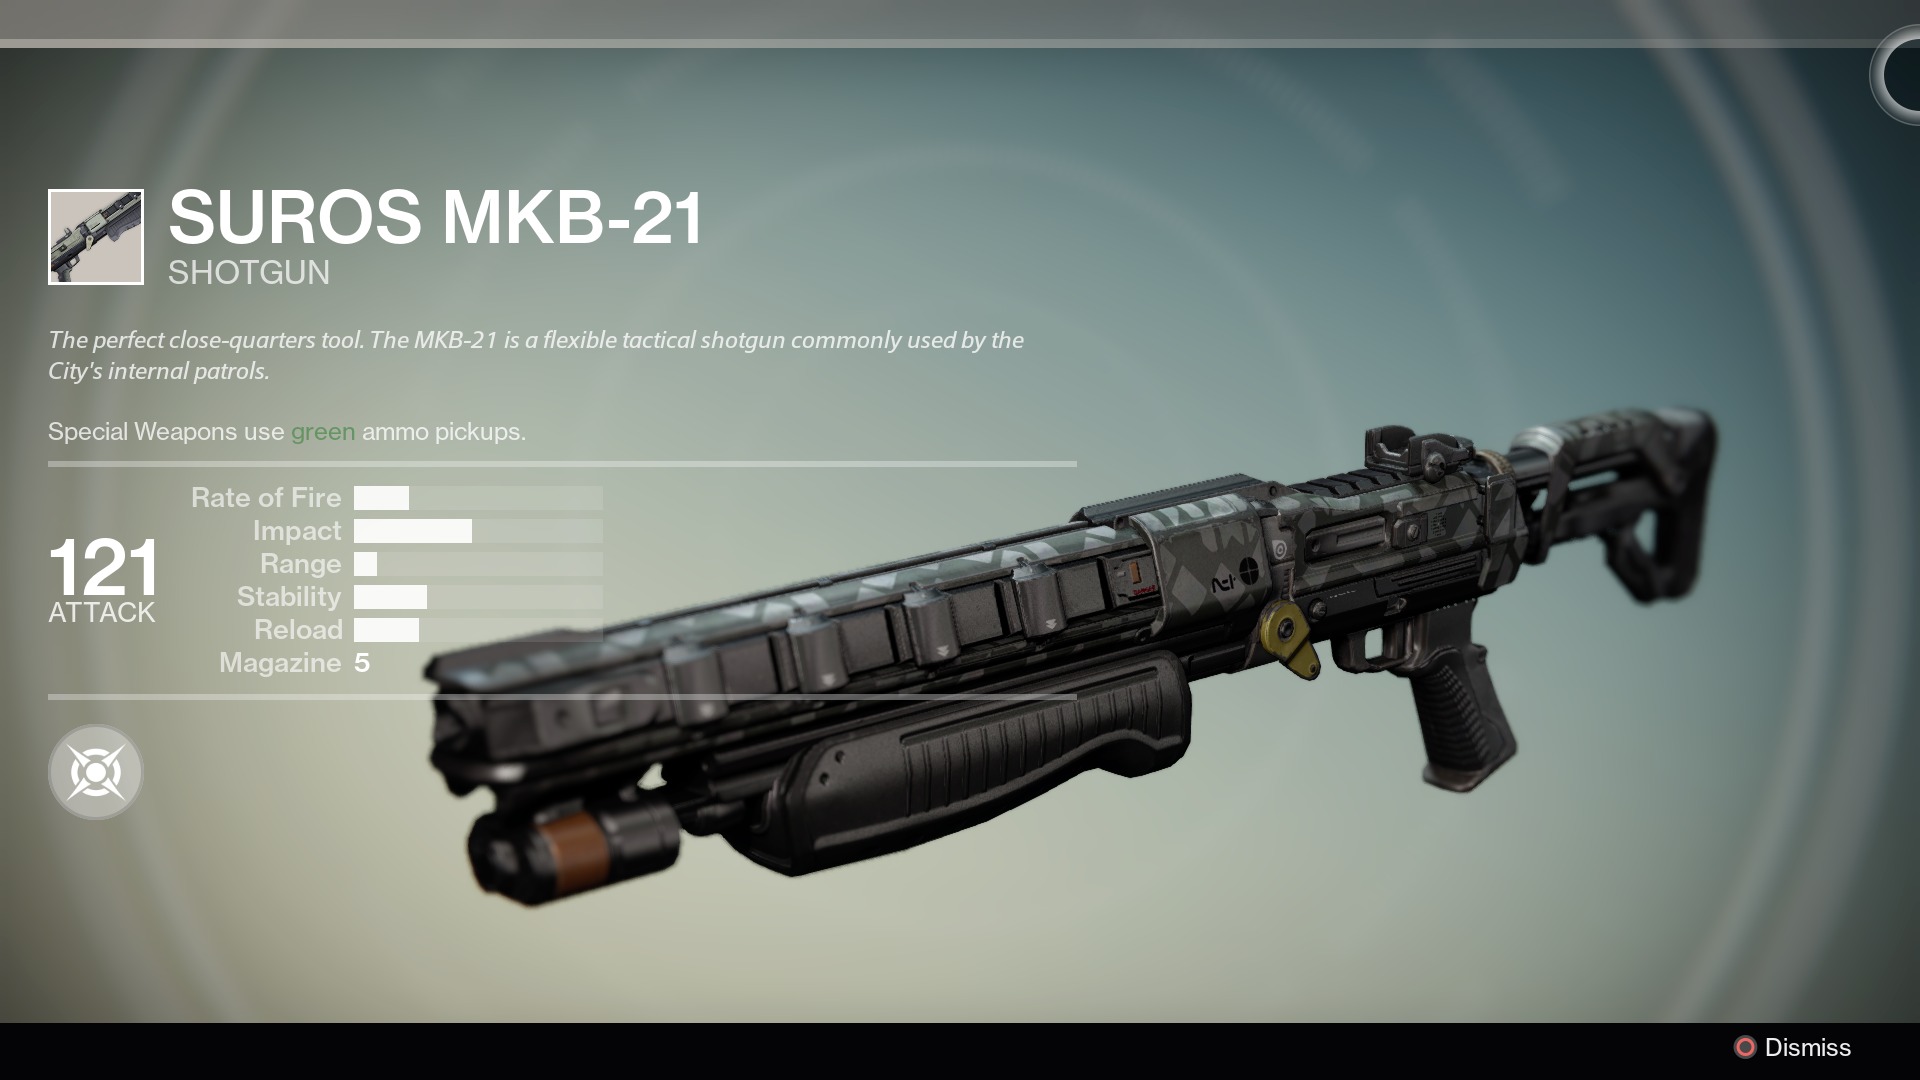 SUROS MKB-21
SHOTGUN
The perfect close-quarters tool. The MKB-21 is a flexible tactical shotgun commonly used by the
City's internal patrols.
Special Weapons use green ammo pickups.
121
ATTACK
Rate of Fire
Impact
Range
Stability
Reload
Magazine 5
Dismiss